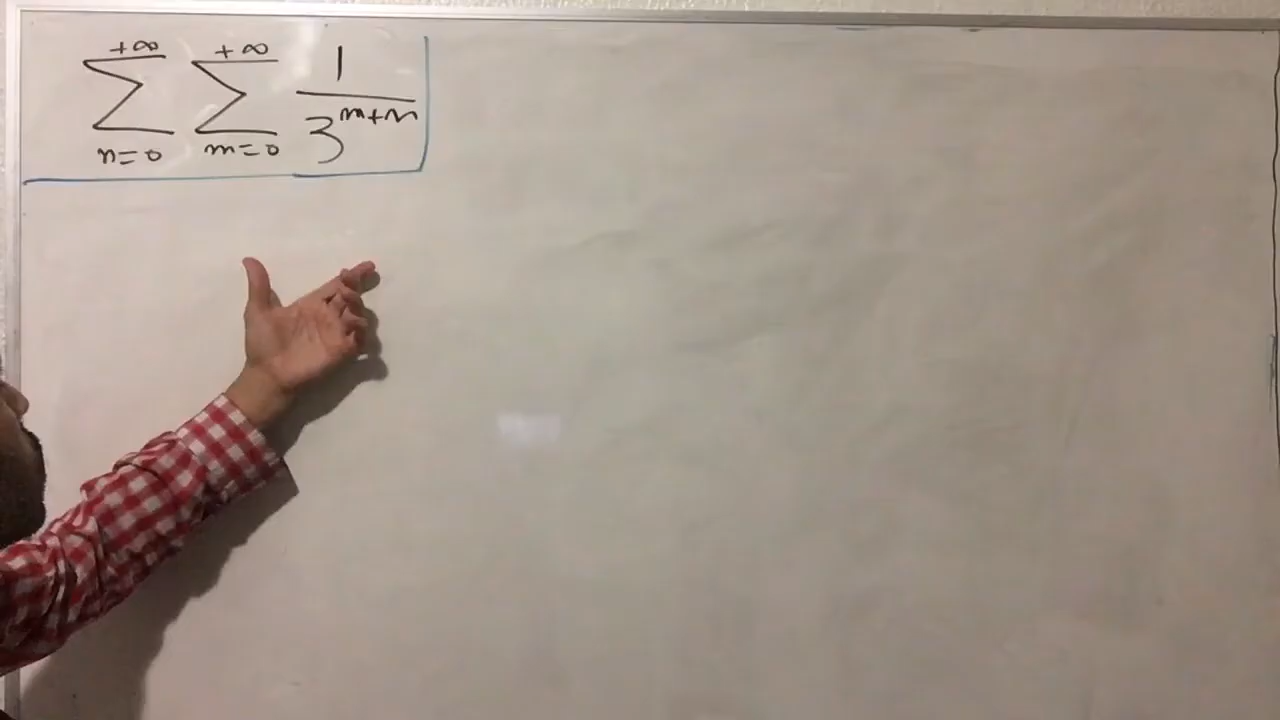 +∞ +∞ 1
∑ ∑ 3^{m+n}
n=0 m=0